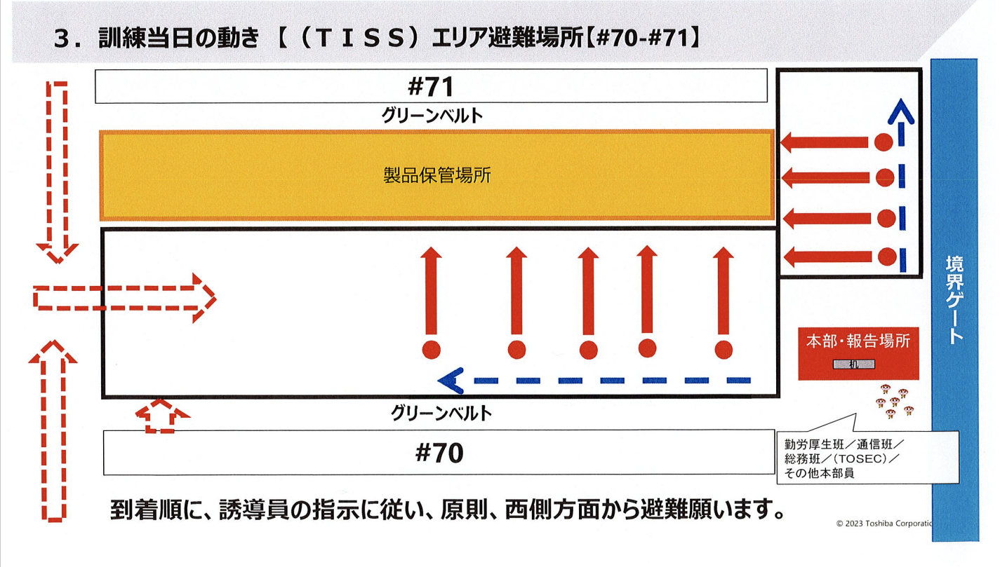 3．訓練当日の動き【（ＴＩＳＳ）エリア避難場所【#70-#71】
#71
グリーンベルト
製品保管場所
境界ゲート
本部・報告場所
机
グリーンベルト
#70
勤労厚生班／通信班／
総務班／(TOSEC)／
その他本部員
到着順に、誘導員の指示に従い、原則、西側方面から避難願います。
© 2023 Toshiba Corporatic